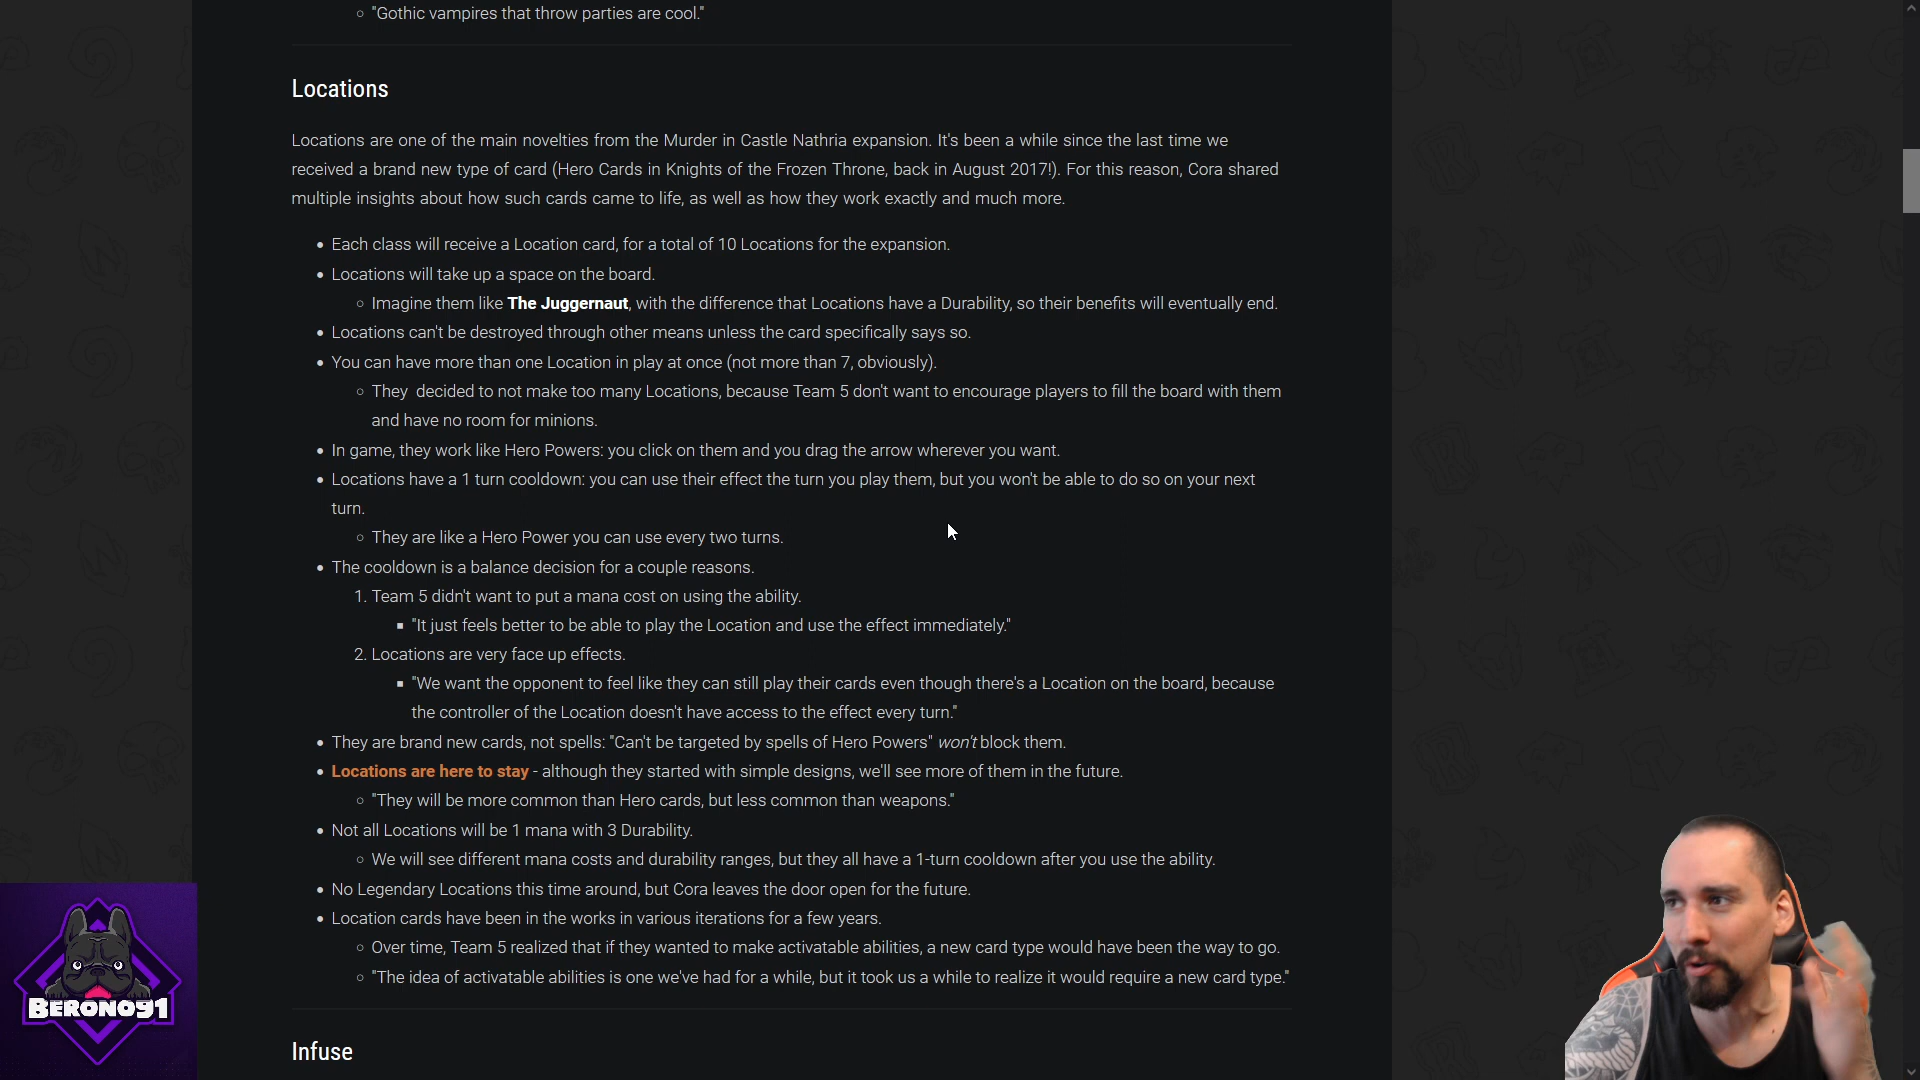 "Gothic vampires that throw parties are cool."
Locations
Locations are one of the main novelties from the Murder in Castle Nathria expansion. It's been a while since the last time we
received a brand new type of card (Hero Cards in Knights of the Frozen Throne, back in August 2017!). For this reason, Cora shared
multiple insights about how such cards came to life, as well as how they work exactly and much more.
Each class will receive a Location card, for a total of 10 Locations for the expansion.
Locations will take up a space on the board.
Imagine them like The Juggernaut, with the difference that Locations have a Durability, so their benefits will eventually end.
Locations can't be destroyed through other means unless the card specifically says so.
You can have more than one Location in play at once (not more than 7, obviously).
They decided to not make too many Locations, because Team 5 don't want to encourage players to fill the board with them
and have no room for minions.
In game, they work like Hero Powers: you click on them and you drag the arrow wherever you want.
Locations have a 1 turn cooldown: you can use their effect the turn you play them, but you won't be able to do so on your next
turn.
They are like a Hero Power you can use every two turns.
The cooldown is a balance decision for a couple reasons.
1. Team 5 didn't want to put a mana cost on using the ability.
"It just feels better to be able to play the Location and use the effect immediately."
2. Locations are very face up effects.
"We want the opponent to feel like they can still play their cards even though there's a Location on the board, because
the controller of the Location doesn't have access to the effect every turn."
They are brand new cards, not spells: "Can't be targeted by spells of Hero Powers" won't block them.
Locations are here to stay - although they started with simple designs, we'll see more of them in the future.
"They will be more common than Hero cards, but less common than weapons."
Not all Locations will be 1 mana with 3 Durability.
We will see different mana costs and durability ranges, but they all have a 1-turn cooldown after you use the ability.
No Legendary Locations this time around, but Cora leaves the door open for the future.
Location cards have been in the works in various iterations for a few years.
Over time, Team 5 realized that if they wanted to make activatable abilities, a new card type would have been the way to go.
"The idea of activatable abilities is one we've had for a while, but it took us a while to realize it would require a new card type."
BERONO91
Infuse